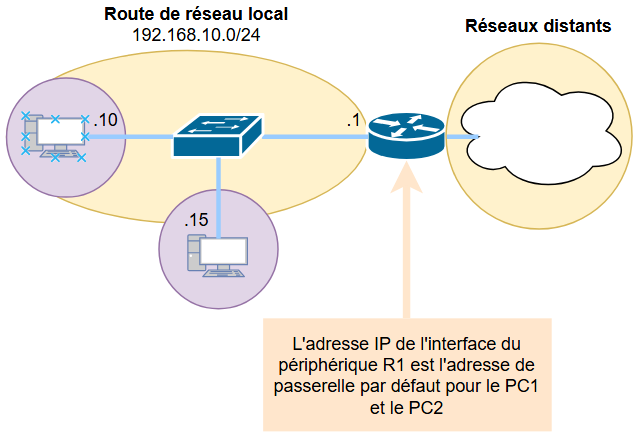 Route de réseau local
192.168.10.0/24
Réseaux distants
.10
.1
.15
L'adresse IP de l'interface du
périphérique R1 est l'adresse de
passerelle par défaut pour le PC1
et le PC2